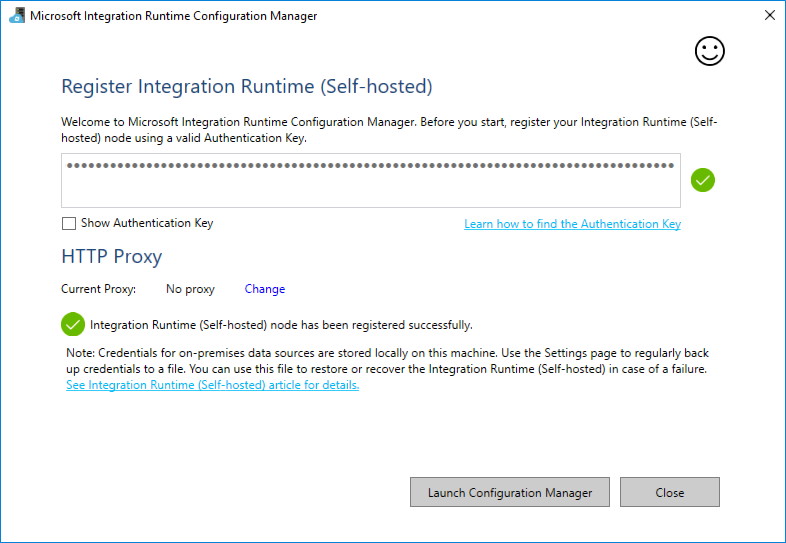 Microsoft Integration Runtime Configuration Manager
Register Integration Runtime (Self-hosted)
Welcome to Microsoft Integration Runtime Configuration Manager. Before you start, register your Integration Runtime (Self-
hosted) node using a valid Authentication Key.
Show Authentication Key
Learn how to find the Authentication Key
HTTP Proxy
Current Proxy: No proxy Change
Integration Runtime (Self-hosted) node has been registered successfully.
Note: Credentials for on-premises data sources are stored locally on this machine. Use the Settings page to regularly back
up credentials to a file. You can use this file to restore or recover the Integration Runtime (Self-hosted) in case of a failure.
See Integration Runtime (Self-hosted) article for details.
Launch Configuration Manager
Close